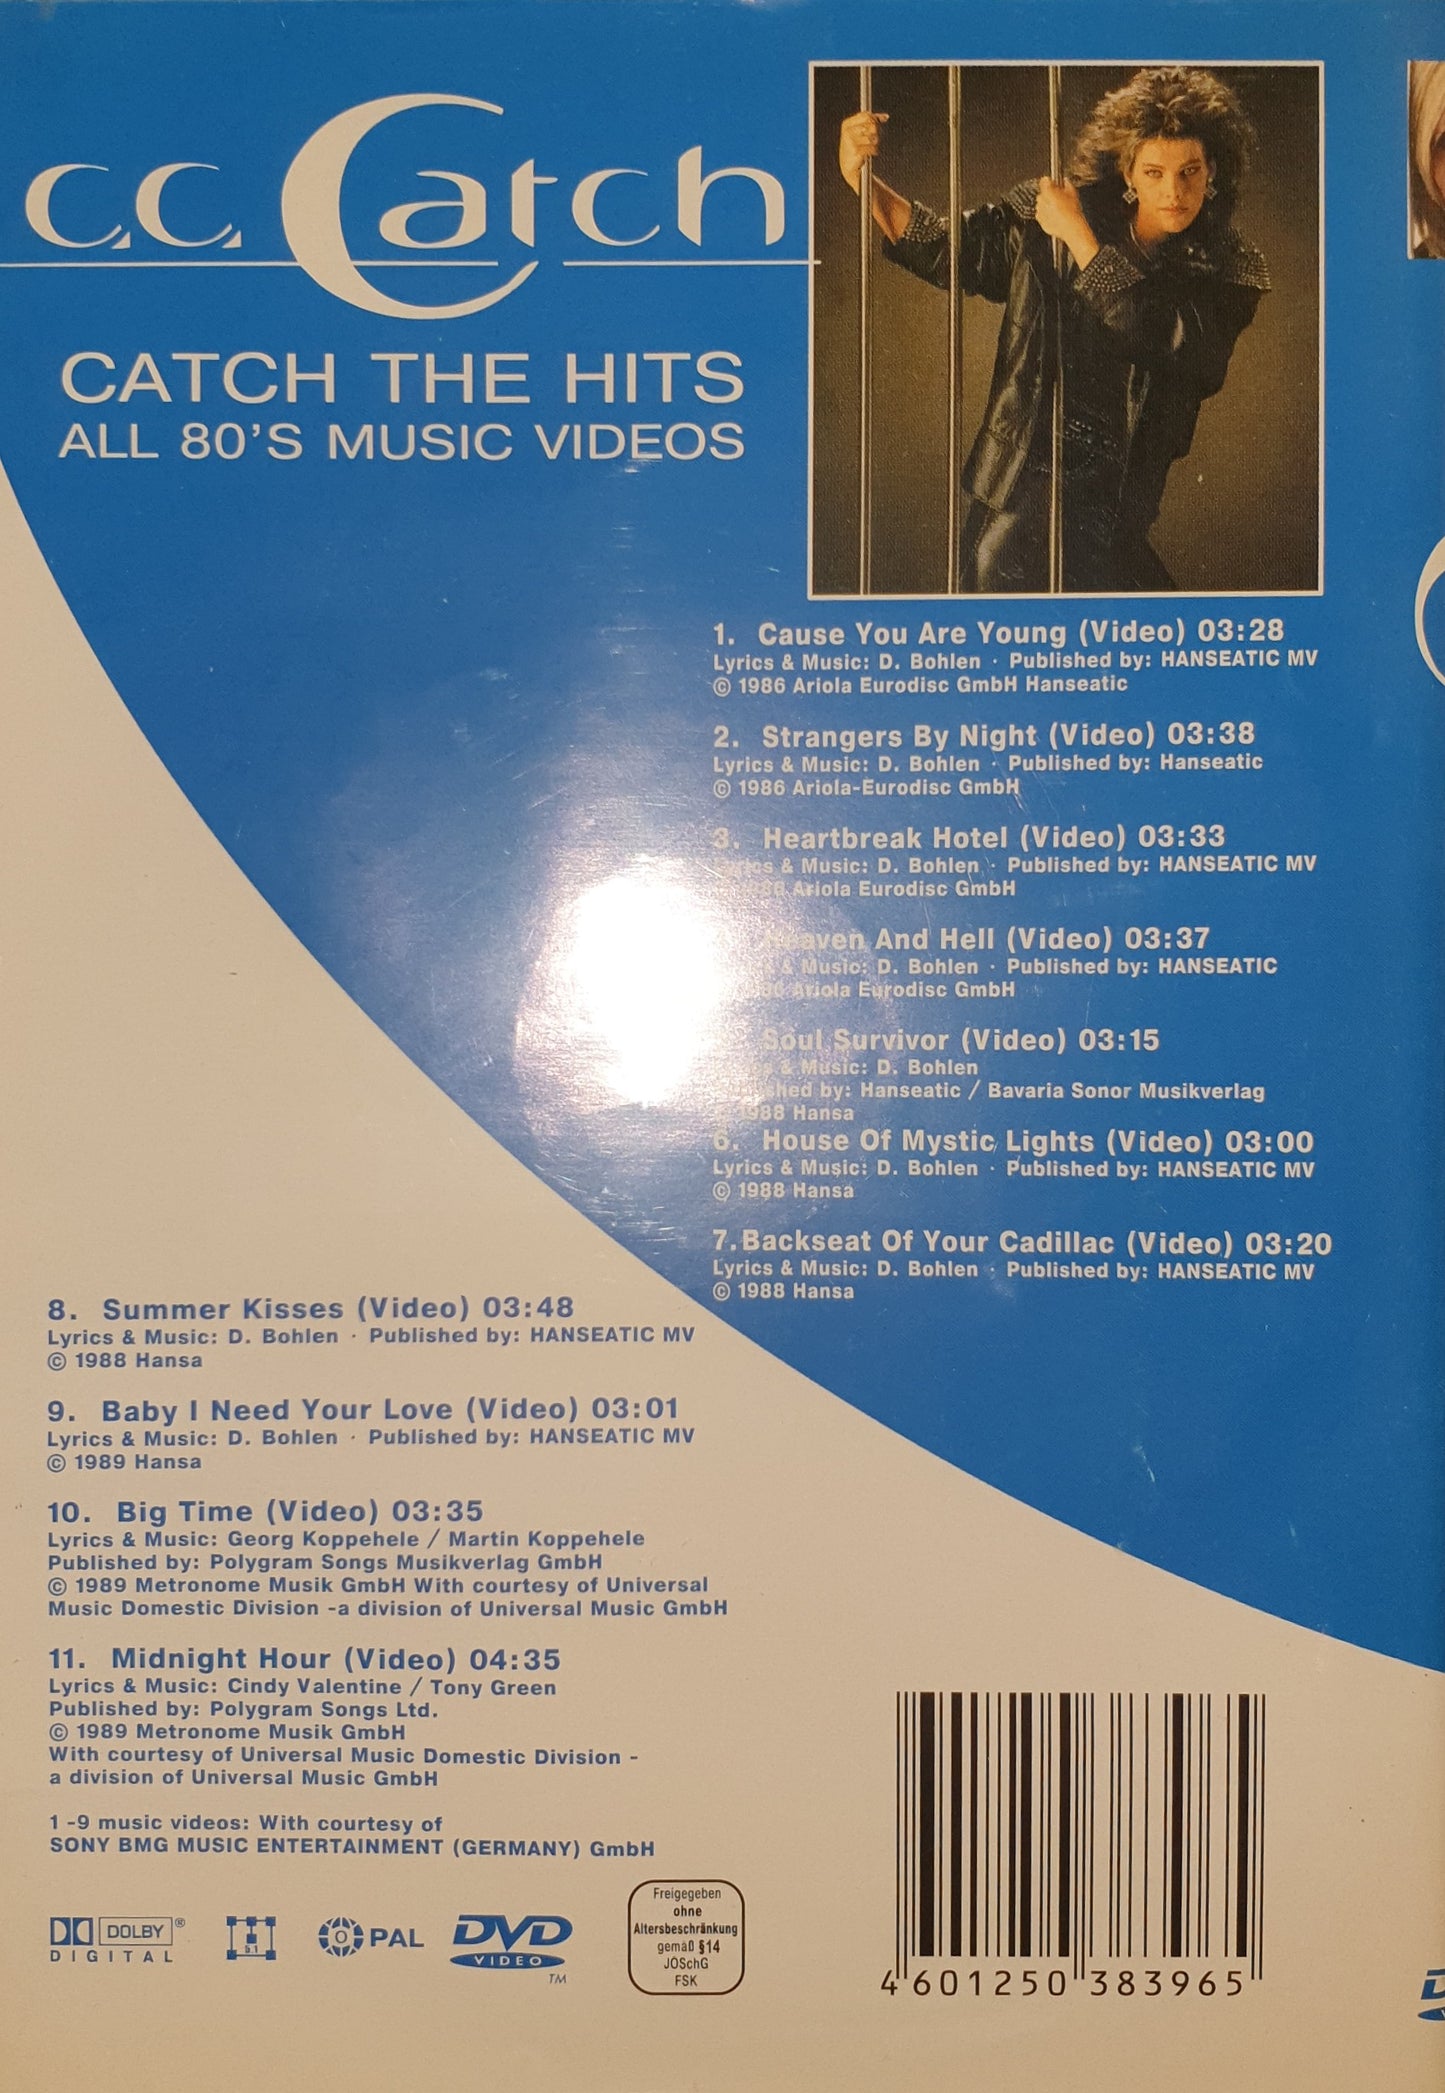 c.c. Catch
CATCH THE HITS
ALL 80'S MUSIC VIDEOS
1. Cause You Are Young (Video) 03:28
Lyrics & Music: D. Bohlen · Published by: HANSEATIC MV
© 1986 Ariola Eurodisc GmbH Hanseatic
2. Strangers By Night (Video) 03:38
Lyrics & Music: D. Bohlen · Published by: Hanseatic
© 1986 Ariola-Eurodisc GmbH
3. Heartbreak Hotel (Video) 03:33
Lyrics & Music: D. Bohlen · Published by: HANSEATIC MV
1986 Ariola Eurodisc GmbH
Heaven And Hell (Video) 03:37
& Music: D. Bohlen · Published by: HANSEATIC
Ariola Eurodisc GmbH
Soul Survivor (Video) 03:15
& Music: D. Bohlen
by: Hanseatic / Bavaria Sonor Musikverlag
1988 Hansa
6. House Of Mystic Lights (Video) 03:00
Lyrics & Music: D. Bohlen · Published by: HANSEATIC MV
© 1988 Hansa
7.Backseat Of Your Cadillac (Video) 03:20
Lyrics & Music: D. Bohlen · Published by: HANSEATIC MV
© 1988 Hansa
8. Summer Kisses (Video) 03:48
Lyrics & Music: D. Bohlen · Published by: HANSEATIC MV
© 1988 Hansa
9. Baby I Need Your Love (Video) 03:01
Lyrics & Music: D. Bohlen · Published by: HANSEATIC MV
© 1989 Hansa
10. Big Time (Video) 03:35
Lyrics & Music: Georg Koppehele / Martin Koppehele
Published by: Polygram Songs Musikverlag GmbH
© 1989 Metronome Musik GmbH With courtesy of Universal
Music Domestic Division -a division of Universal Music GmbH
11. Midnight Hour (Video) 04:35
Lyrics & Music: Cindy Valentine / Tony Green
Published by: Polygram Songs Ltd.
© 1989 Metronome Musik GmbH
With courtesy of Universal Music Domestic Division -
a division of Universal Music GmbH
1 -9 music videos: With courtesy of
SONY BMG MUSIC ENTERTAINMENT (GERMANY) GmbH
DOLBY ®
DIGITAL
5.1
PAL
DVD
VIDEO
TM
Freigegeben
ohne
Altersbeschränkung
gemäß §14
JÖSchG
FSK
4 601250 383965